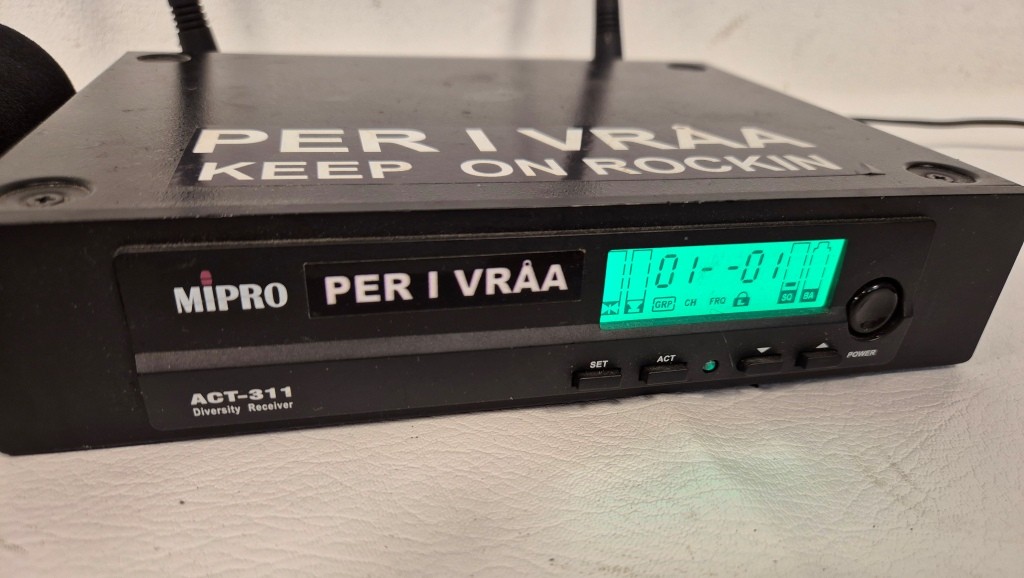 PER I VRÅA
KEEP ON ROCKIN
MIPRO
PER I VRÅA
01--01
GRP CH FRQ
SQ BA
SET ACT
POWER
ACT-311
Diversity Receiver